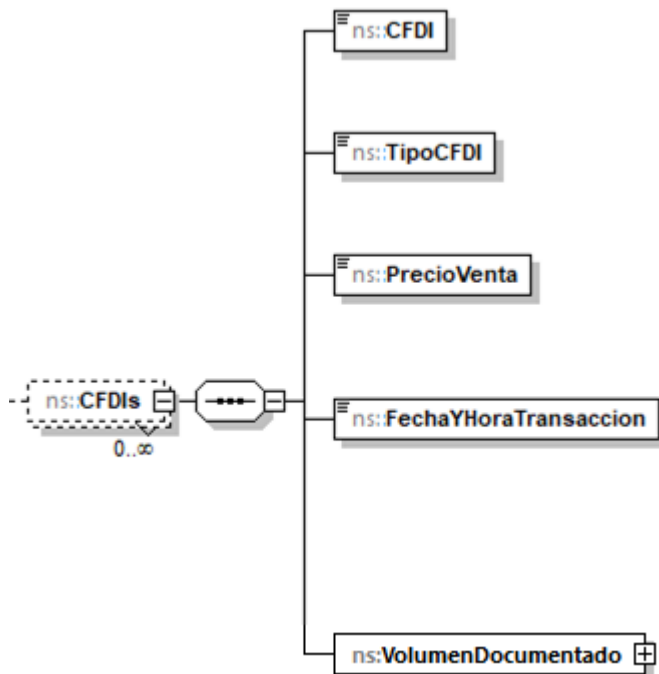 ns:CFDI
ns:TipoCFDI
ns:PrecioVenta
ns:CFDIs
0..∞
ns:FechaYHoraTransaccion
ns:VolumenDocumentado